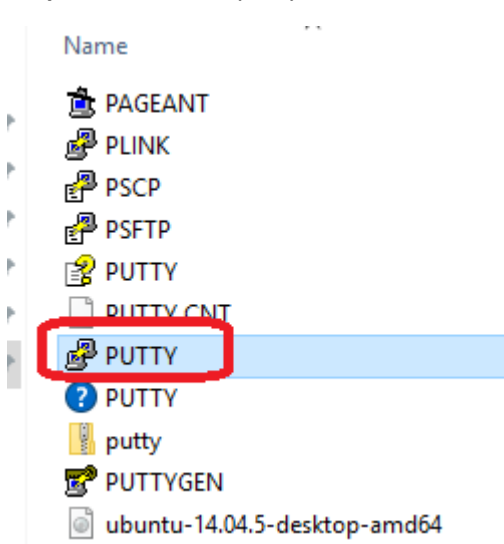 Name
PAGEANT
PLINK
PSCP
PSFTP
PUTTY
PUTTY.CNT
PUTTY
PUTTY
putty
PUTTYGEN
ubuntu-14.04.5-desktop-amd64